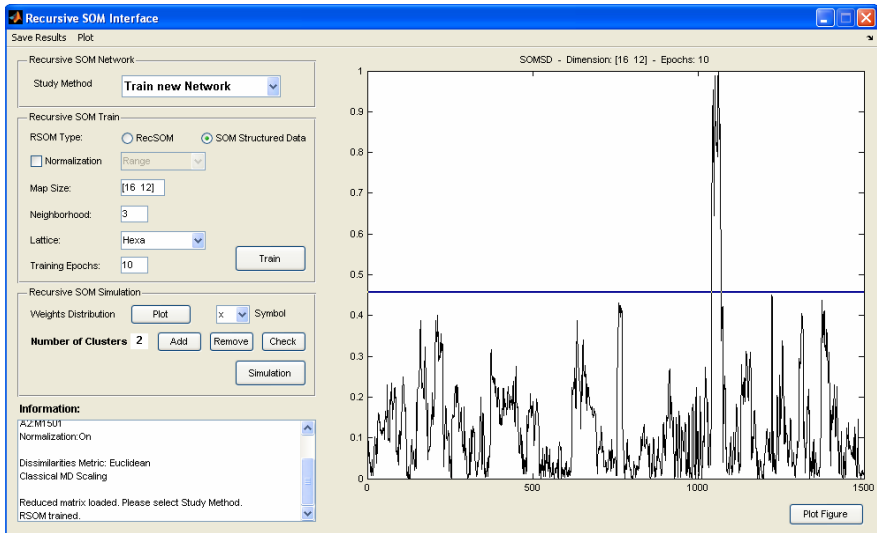 Recursive SOM Interface
Save Results Plot
Recursive SOM Network
Study Method Train new Network
Recursive SOM Train
RSOM Type: RecSOM SOM Structured Data
Normalization Range
Map Size: [16 12]
Neighborhood: 3
Lattice: Hexa
Training Epochs: 10
Train
Recursive SOM Simulation
Weights Distribution Plot x Symbol
Number of Clusters 2 Add Remove Check
Simulation
Information:
A2:M1501
Normalization:On
Dissimilarities Metric: Euclidean
Classical MD Scaling
Reduced matrix loaded. Please select Study Method.
RSOM trained.
SOMSD - Dimension: [16 12] - Epochs: 10
1
0.9
0.8
0.7
0.6
0.5
0.4
0.3
0.2
0.1
0
0 500 1000 1500
Plot Figure